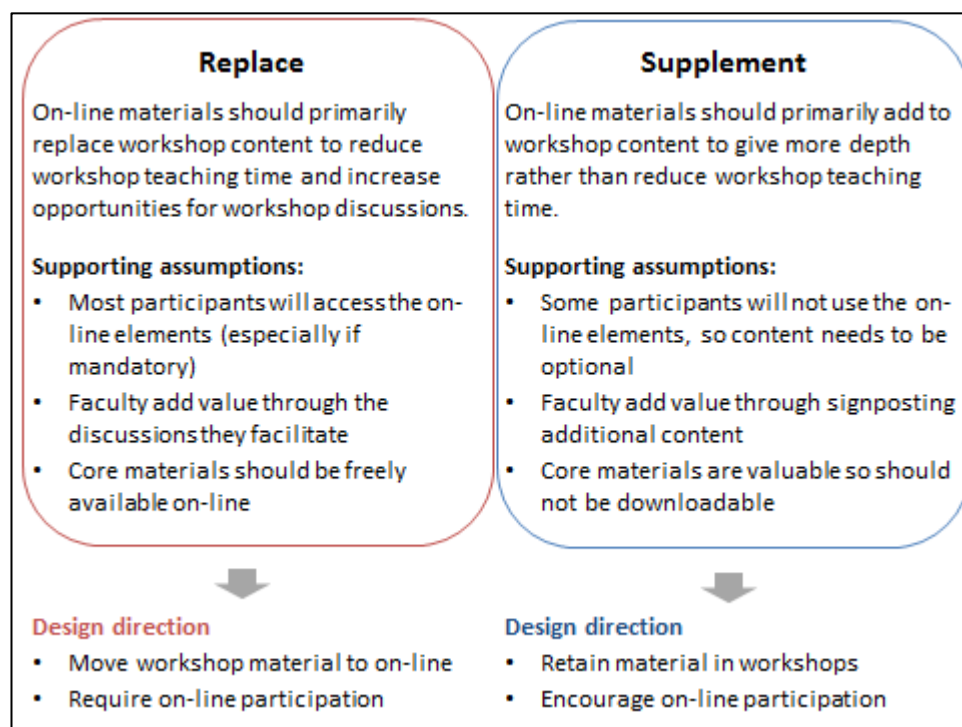 Replace
On-line materials should primarily
replace workshop content to reduce
workshop teaching time and increase
opportunities for workshop discussions.
Supporting assumptions:
• Most participants will access the on-
line elements (especially if
mandatory)
• Faculty add value through the
discussions they facilitate
• Core materials should be freely
available on-line
Design direction
• Move workshop material to on-line
• Require on-line participation
Supplement
On-line materials should primarily add to
workshop content to give more depth
rather than reduce workshop teaching
time.
Supporting assumptions:
• Some participants will not use the on-
line elements, so content needs to be
optional
• Faculty add value through signposting
additional content
• Core materials are valuable so should
not be downloadable
Design direction
• Retain material in workshops
• Encourage on-line participation